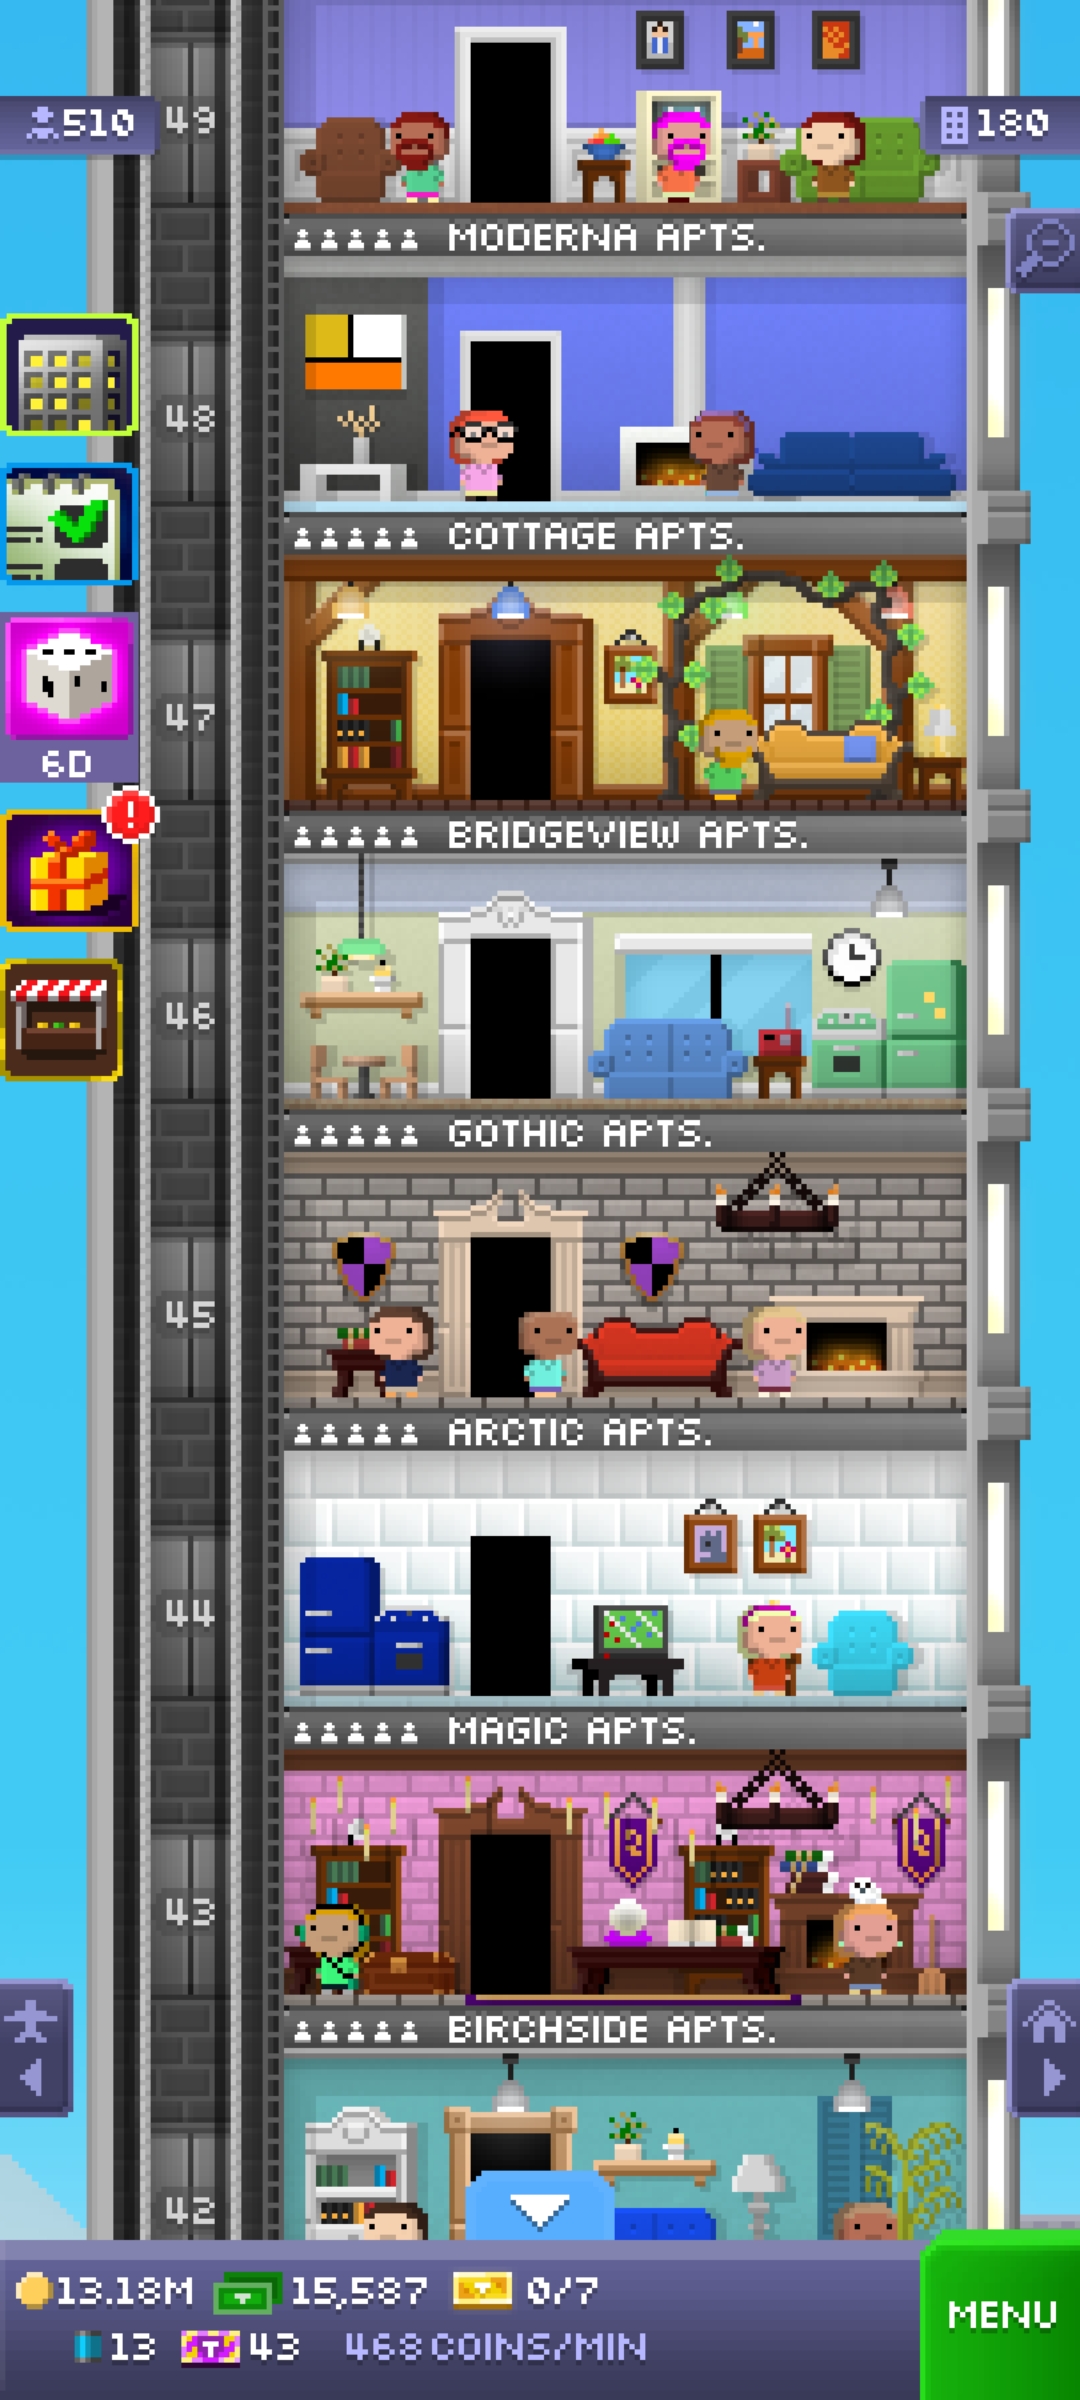 49
510
180
MODERNA APTS.
48
COTTAGE APTS.
47
6D
BRIDGEVIEW APTS.
46
GOTHIC APTS.
45
ARCTIC APTS.
44
MAGIC APTS.
43
BIRCHSIDE APTS.
42
13.18M 15,587 0/7
MENU
13 43 468 COINS/MIN